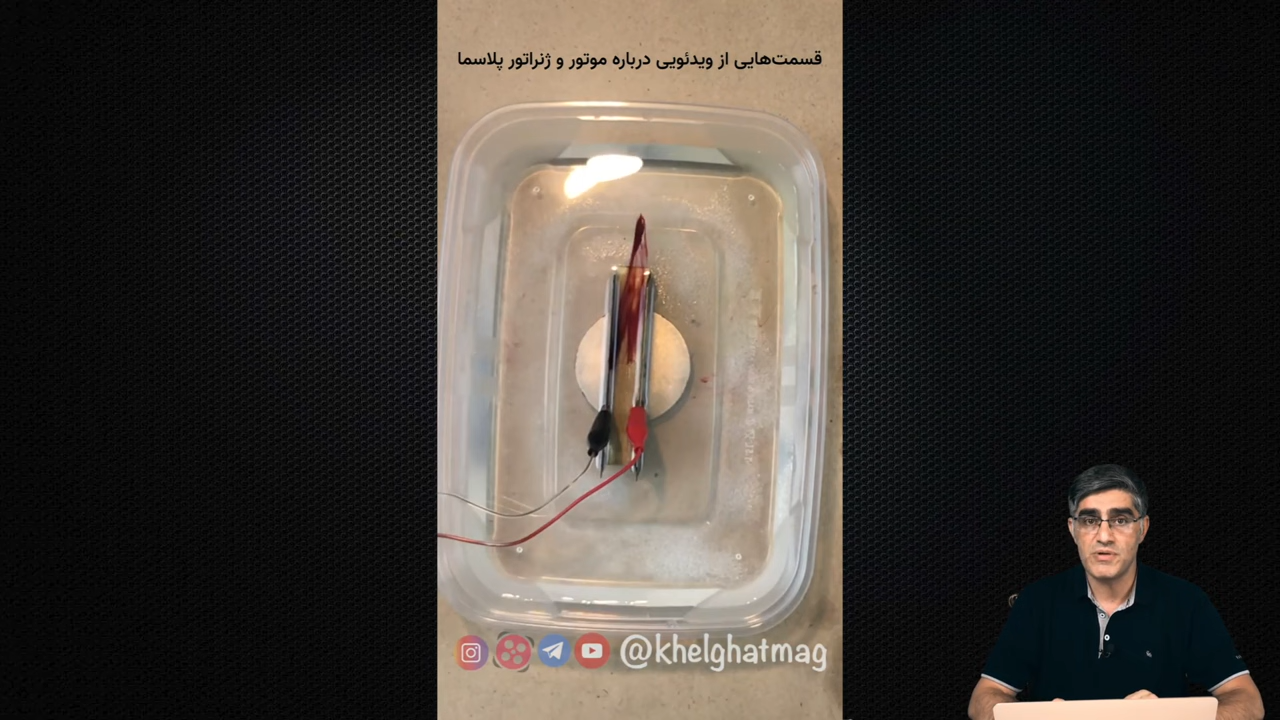 قسمت‌هایی از ویدئویی درباره موتور و ژنراتور پلاسما
@khelghatmag